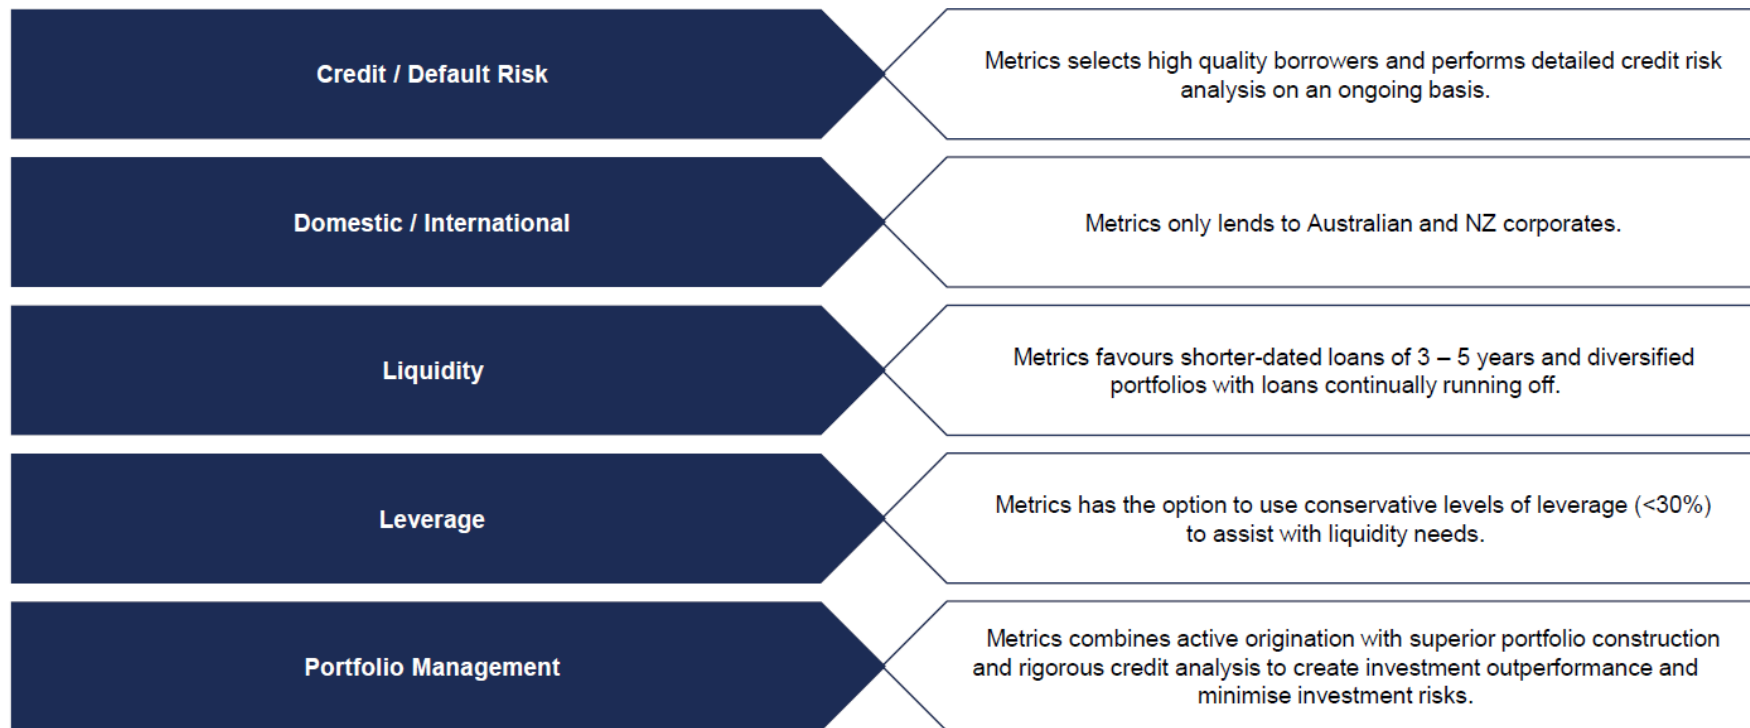 Credit / Default Risk
Metrics selects high quality borrowers and performs detailed credit risk
analysis on an ongoing basis.
Domestic / International
Metrics only lends to Australian and NZ corporates.
Liquidity
Metrics favours shorter-dated loans of 3 – 5 years and diversified
portfolios with loans continually running off.
Leverage
Metrics has the option to use conservative levels of leverage (<30%)
to assist with liquidity needs.
Portfolio Management
Metrics combines active origination with superior portfolio construction
and rigorous credit analysis to create investment outperformance and
minimise investment risks.